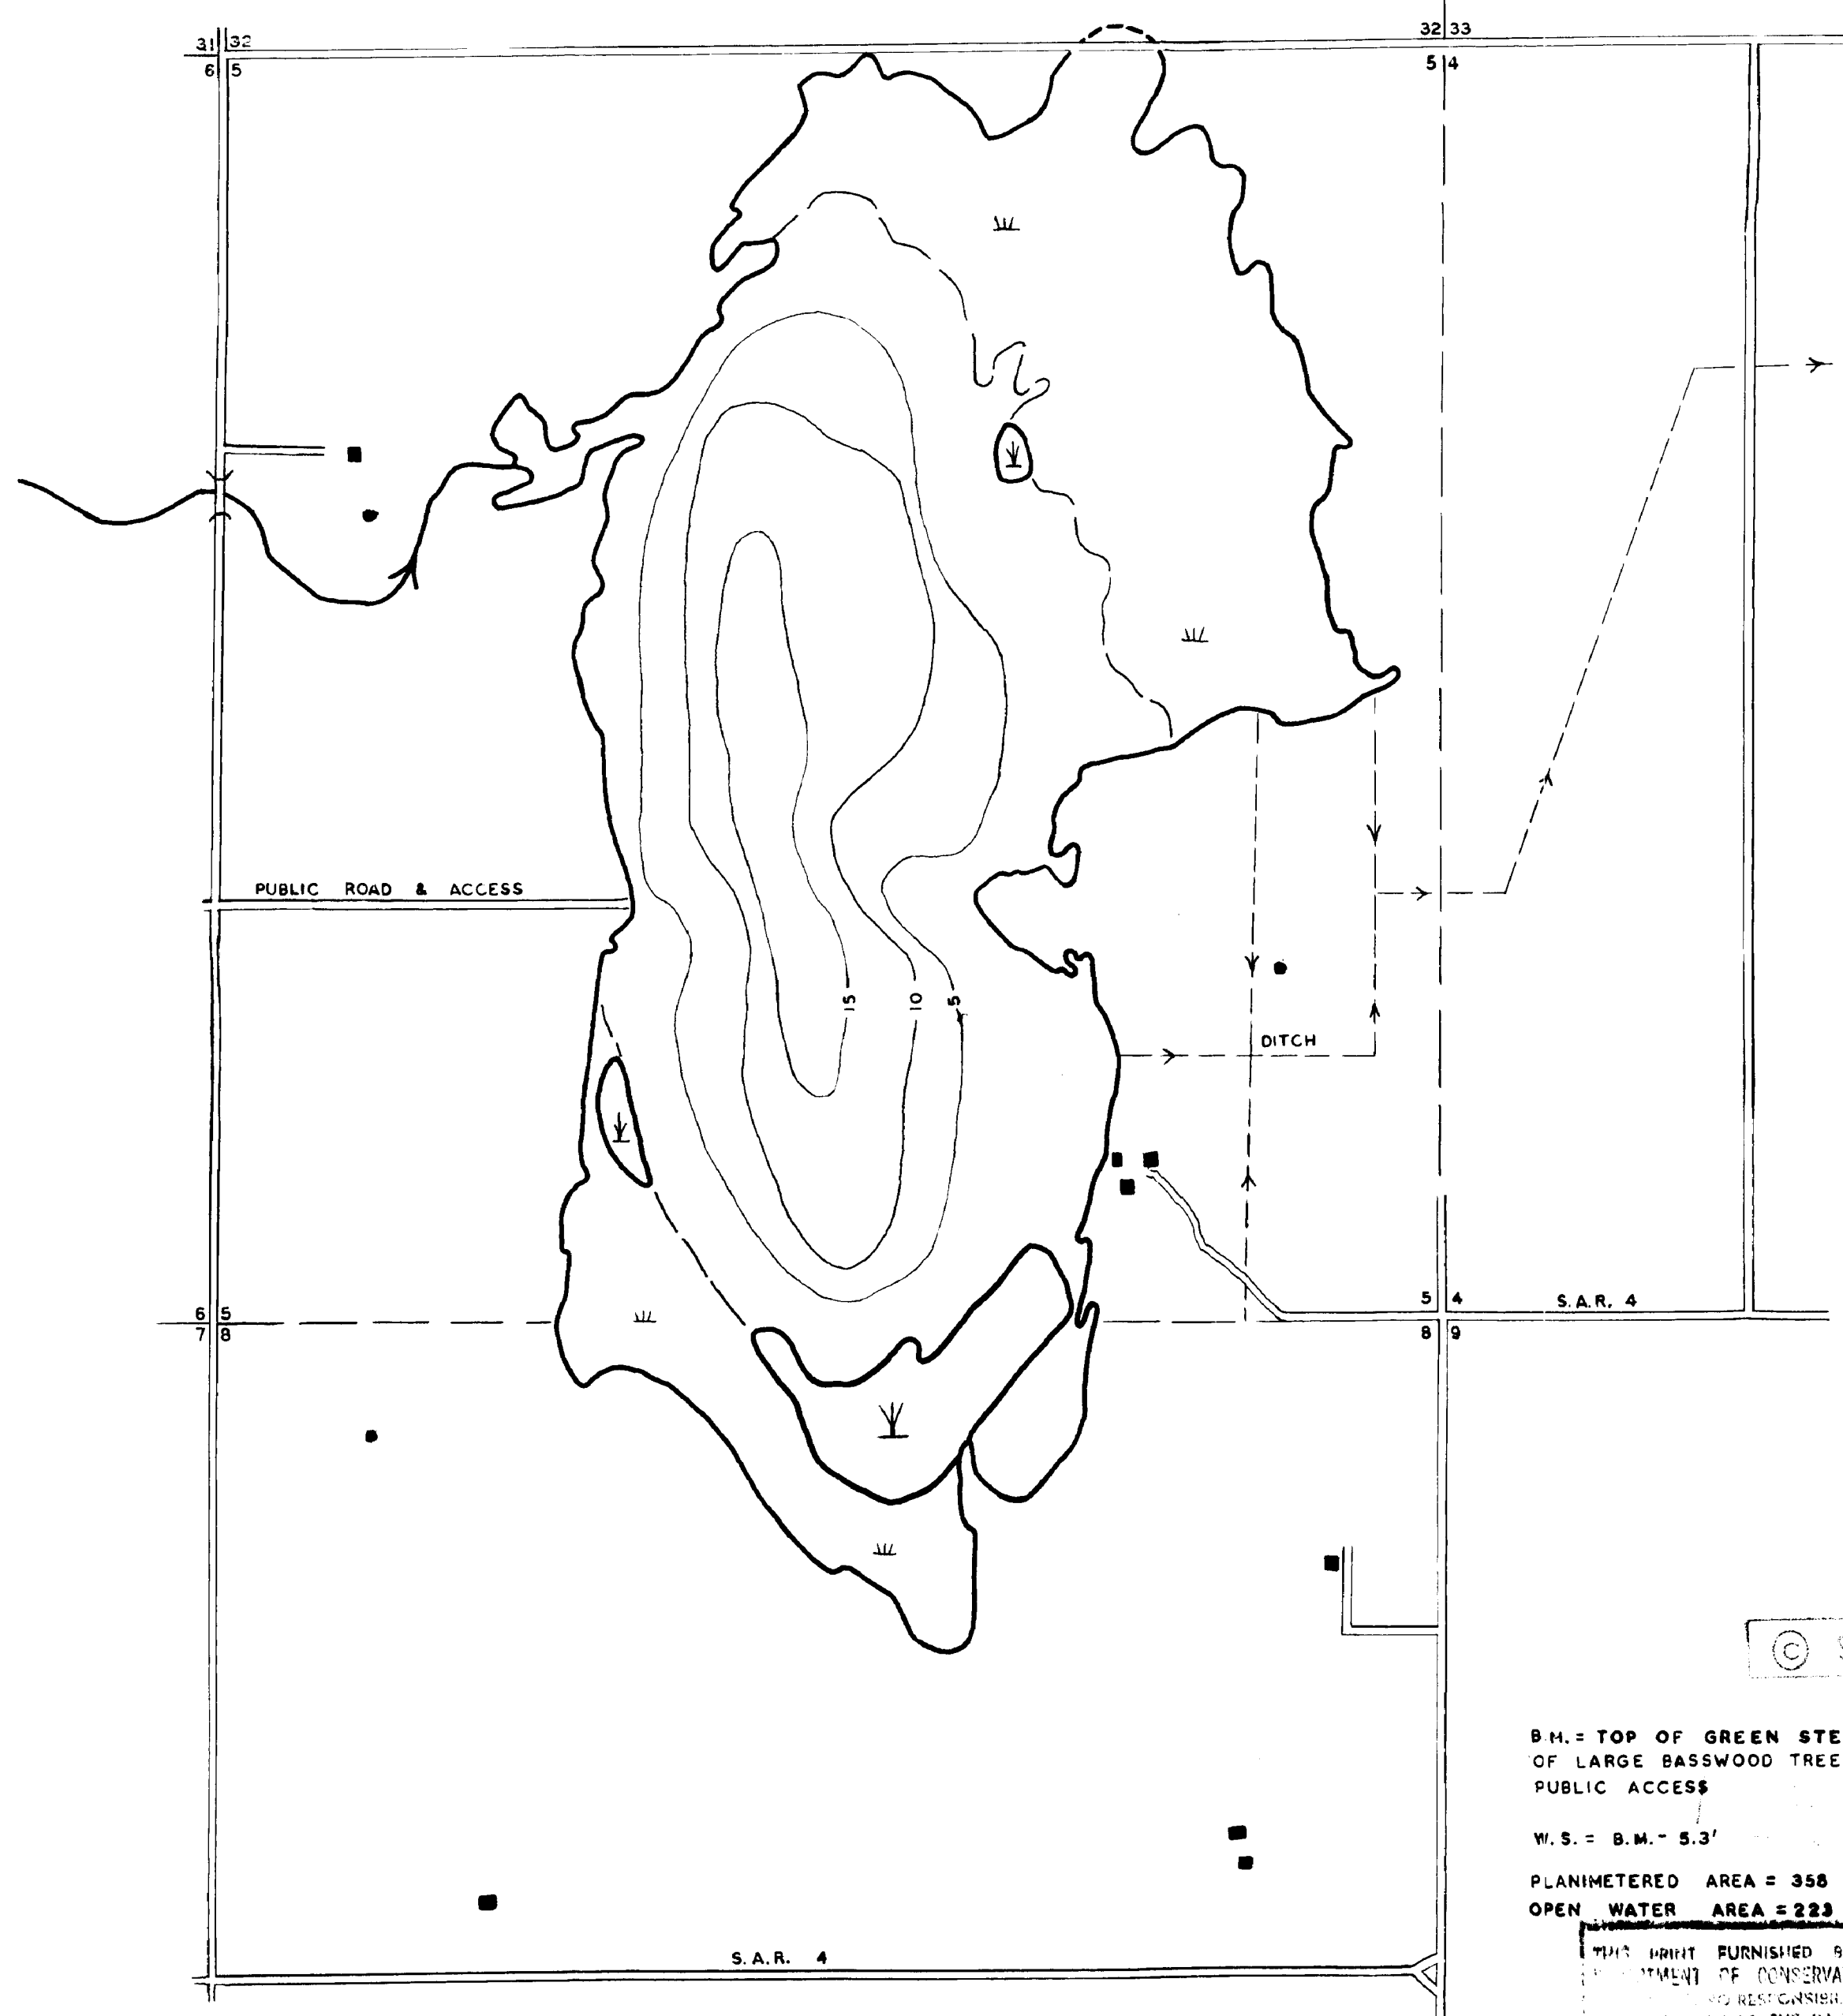 31 32
32 33
6 5
5 4
PUBLIC ROAD & ACCESS
15
10
5
DITCH
6 5
5 4
S.A.R. 4
7 8
8 9
©
B.M. = TOP OF GREEN STE
OF LARGE BASSWOOD TREE
PUBLIC ACCESS
W.S. = B.M. - 5.3'
PLANIMETERED AREA = 358
OPEN WATER AREA = 223
THIS PRINT FURNISHED B
OF CONSERVA
S.A.R. 4